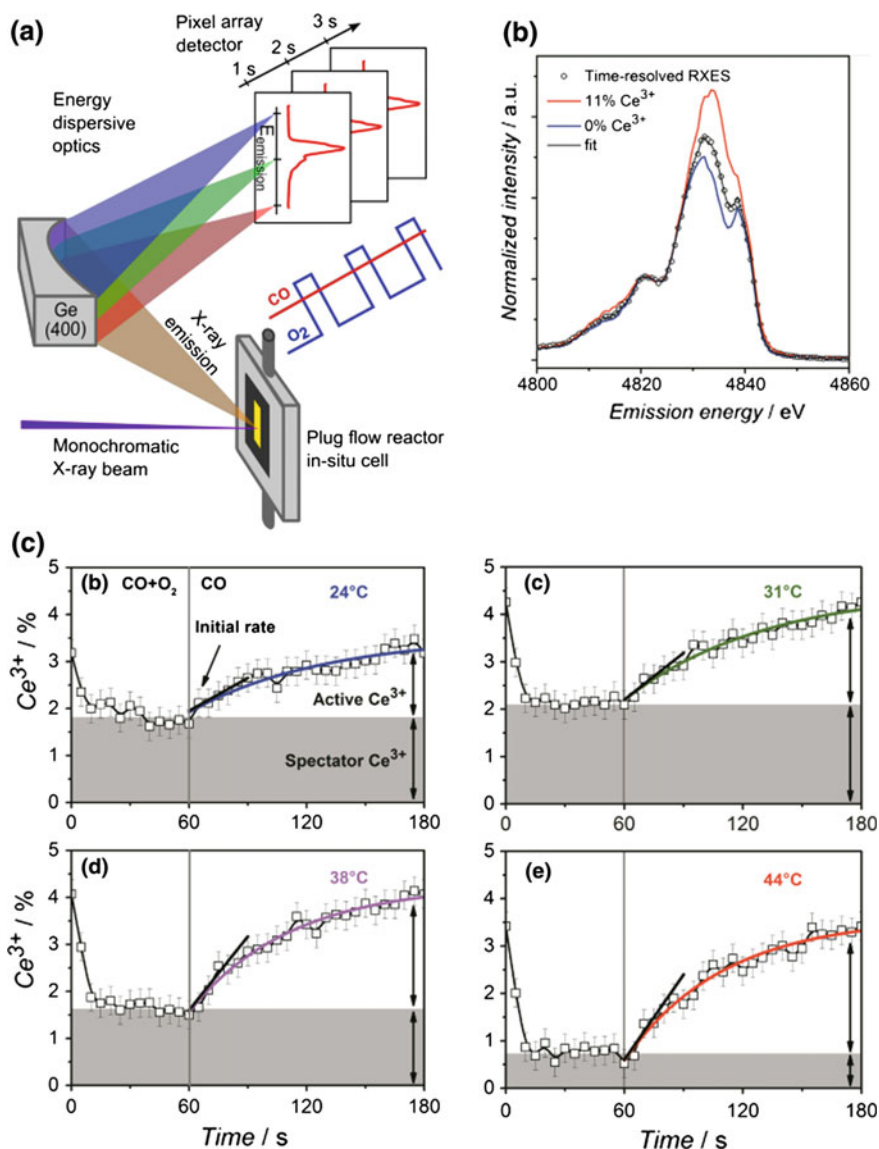 (a)
Pixel array
detector
1 s
2 s
3 s
Energy
dispersive
optics
E emission
Ge
(400)
X-ray
emission
CO
O2
Monochromatic
X-ray beam
Plug flow reactor
in-situ cell
(b)
Time-resolved RXES
11% Ce3+
0% Ce3+
fit
Normalized intensity / a.u.
4800
4820
4840
4860
Emission energy / eV
(c)
(b)
CO+O2
CO
24°C
Initial rate
Active Ce3+
Spectator Ce3+
Ce3+ / %
5
4
3
2
1
0
0
60
120
180
(c)
31°C
5
4
3
2
1
0
0
60
120
180
(d)
38°C
Ce3+ / %
5
4
3
2
1
0
0
60
120
180
Time / s
(e)
44°C
5
4
3
2
1
0
0
60
120
180
Time / s